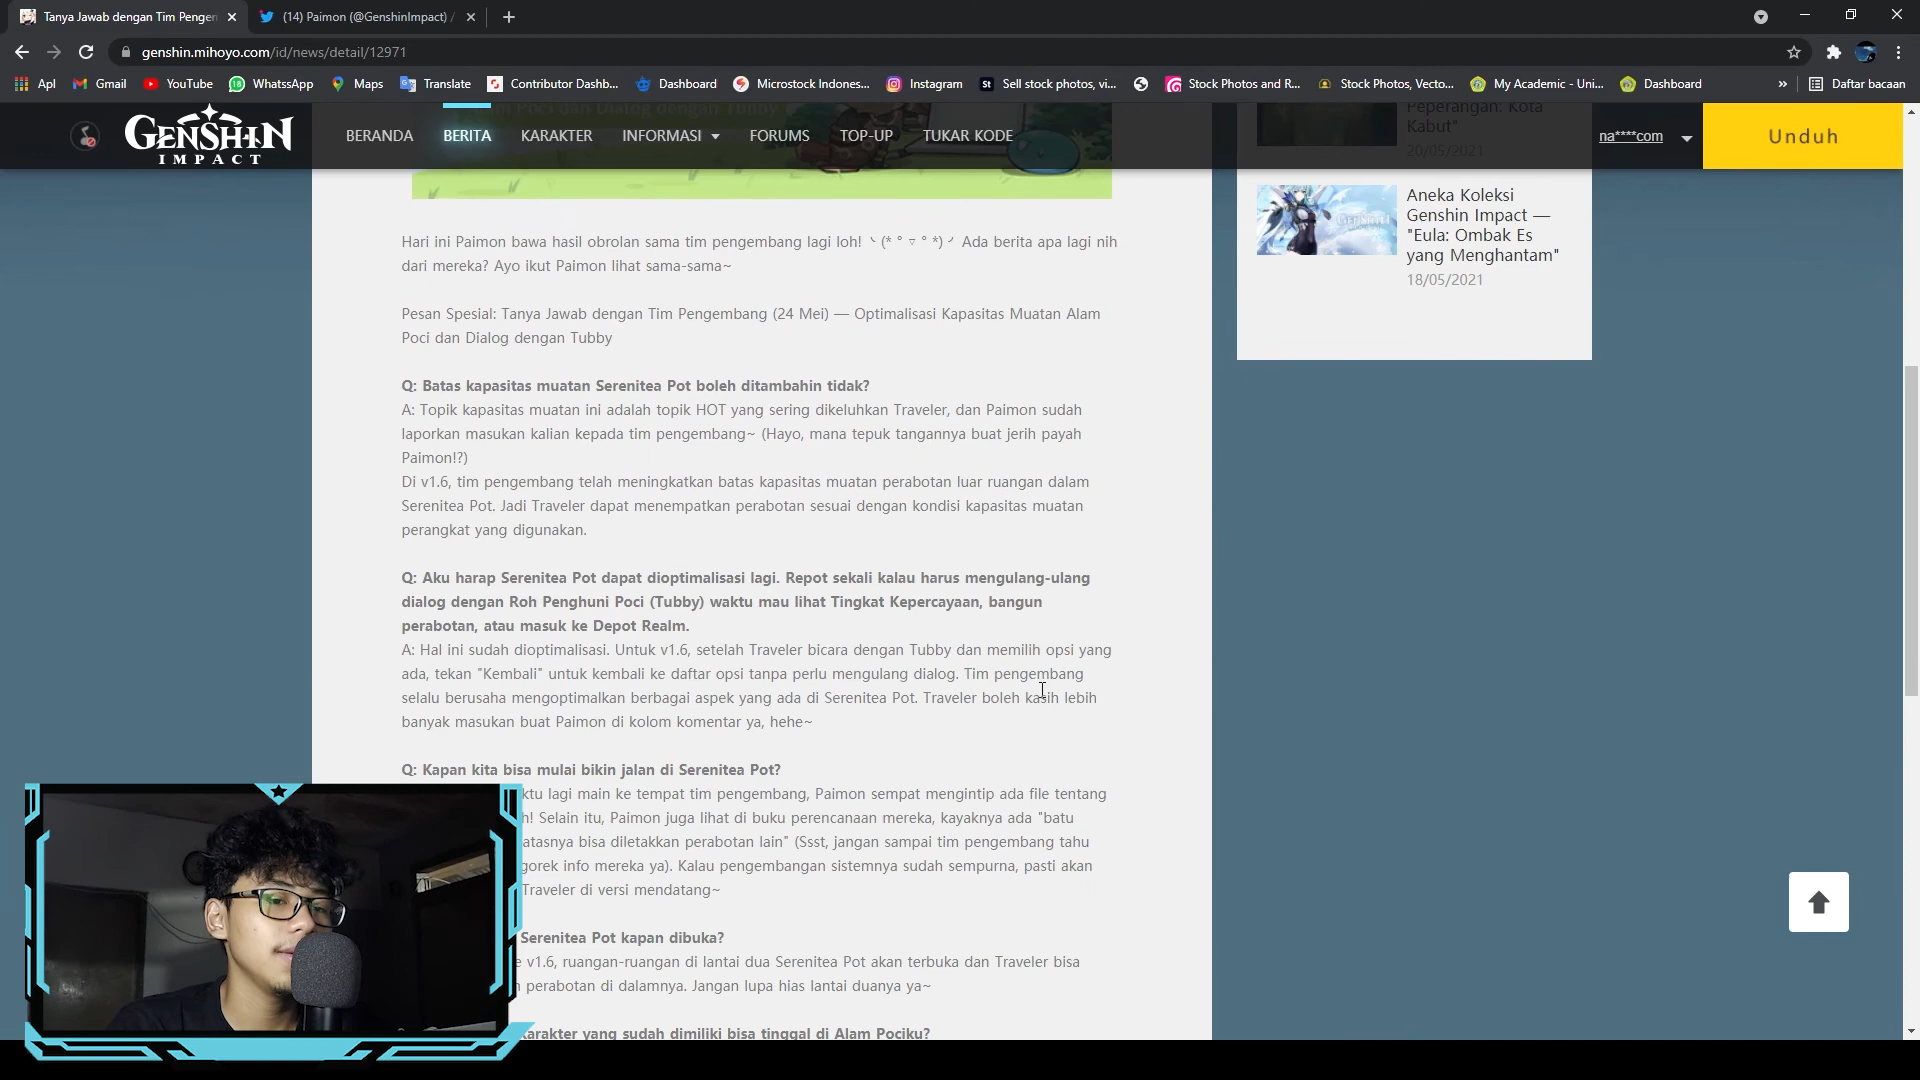 Tanya Jawab dengan Tim Penger
(14) Paimon (@GenshinImpact) /
genshin.mihoyo.com/id/news/detail/12971
Apl
Gmail
YouTube
WhatssApp
Maps
Translate
Contributor Dashb...
Dashboard
Microstock Indones...
Instagram
Sell stock photos, vi...
Stock Photos and R...
Stock Photos, Vecto...
My Academic - Uni...
Dashboard
»
Daftar bacaan
GENSHIN
IMPACT
BERANDA
BERITA
KARAKTER
INFORMASI
FORUMS
TOP-UP
TUKAR KODE
na****com
Unduh
Poci dan Dialog dengan Tubby
Peperangan: Kota
Kabut"
20/05/2021
Aneka Koleksi
Genshin Impact —
"Eula: Ombak Es
yang Menghantam"
18/05/2021
Hari ini Paimon bawa hasil obrolan sama tim pengembang lagi loh! ヽ(*°▽°*)ノ Ada berita apa lagi nih
dari mereka? Ayo ikut Paimon lihat sama-sama~
Pesan Spesial: Tanya Jawab dengan Tim Pengembang (24 Mei) — Optimalisasi Kapasitas Muatan Alam
Poci dan Dialog dengan Tubby
Q: Batas kapasitas muatan Serenitea Pot boleh ditambahin tidak?
A: Topik kapasitas muatan ini adalah topik HOT yang sering dikeluhkan Traveler, dan Paimon sudah
laporkan masukan kalian kepada tim pengembang~ (Hayo, mana tepuk tangannya buat jerih payah
Paimon!?)
Di v1.6, tim pengembang telah meningkatkan batas kapasitas muatan perabotan luar ruangan dalam
Serenitea Pot. Jadi Traveler dapat menempatkan perabotan sesuai dengan kondisi kapasitas muatan
perangkat yang digunakan.
Q: Aku harap Serenitea Pot dapat dioptimalisasi lagi. Repot sekali kalau harus mengulang-ulang
dialog dengan Roh Penghuni Poci (Tubby) waktu mau lihat Tingkat Kepercayaan, bangun
perabotan, atau masuk ke Depot Realm.
A: Hal ini sudah dioptimalisasi. Untuk v1.6, setelah Traveler bicara dengan Tubby dan memilih opsi yang
ada, tekan "Kembali" untuk kembali ke daftar opsi tanpa perlu mengulang dialog. Tim pengembang
selalu berusaha mengoptimalkan berbagai aspek yang ada di Serenitea Pot. Traveler boleh kasih lebih
banyak masukan buat Paimon di kolom komentar ya, hehe~
Q: Kapan kita bisa mulai bikin jalan di Serenitea Pot?
ktu lagi main ke tempat tim pengembang, Paimon sempat mengintip ada file tentang
h! Selain itu, Paimon juga lihat di buku perencanaan mereka, kayaknya ada "batu
atasnya bisa diletakkan perabotan lain" (Ssst, jangan sampai tim pengembang tahu
gorek info mereka ya). Kalau pengembangan sistemnya sudah sempurna, pasti akan
Traveler di versi mendatang~
Serenitea Pot kapan dibuka?
e v1.6, ruangan-ruangan di lantai dua Serenitea Pot akan terbuka dan Traveler bisa
n perabotan di dalamnya. Jangan lupa hias lantai duanya ya~
karakter yang sudah dimiliki bisa tinggal di Alam Pociku?